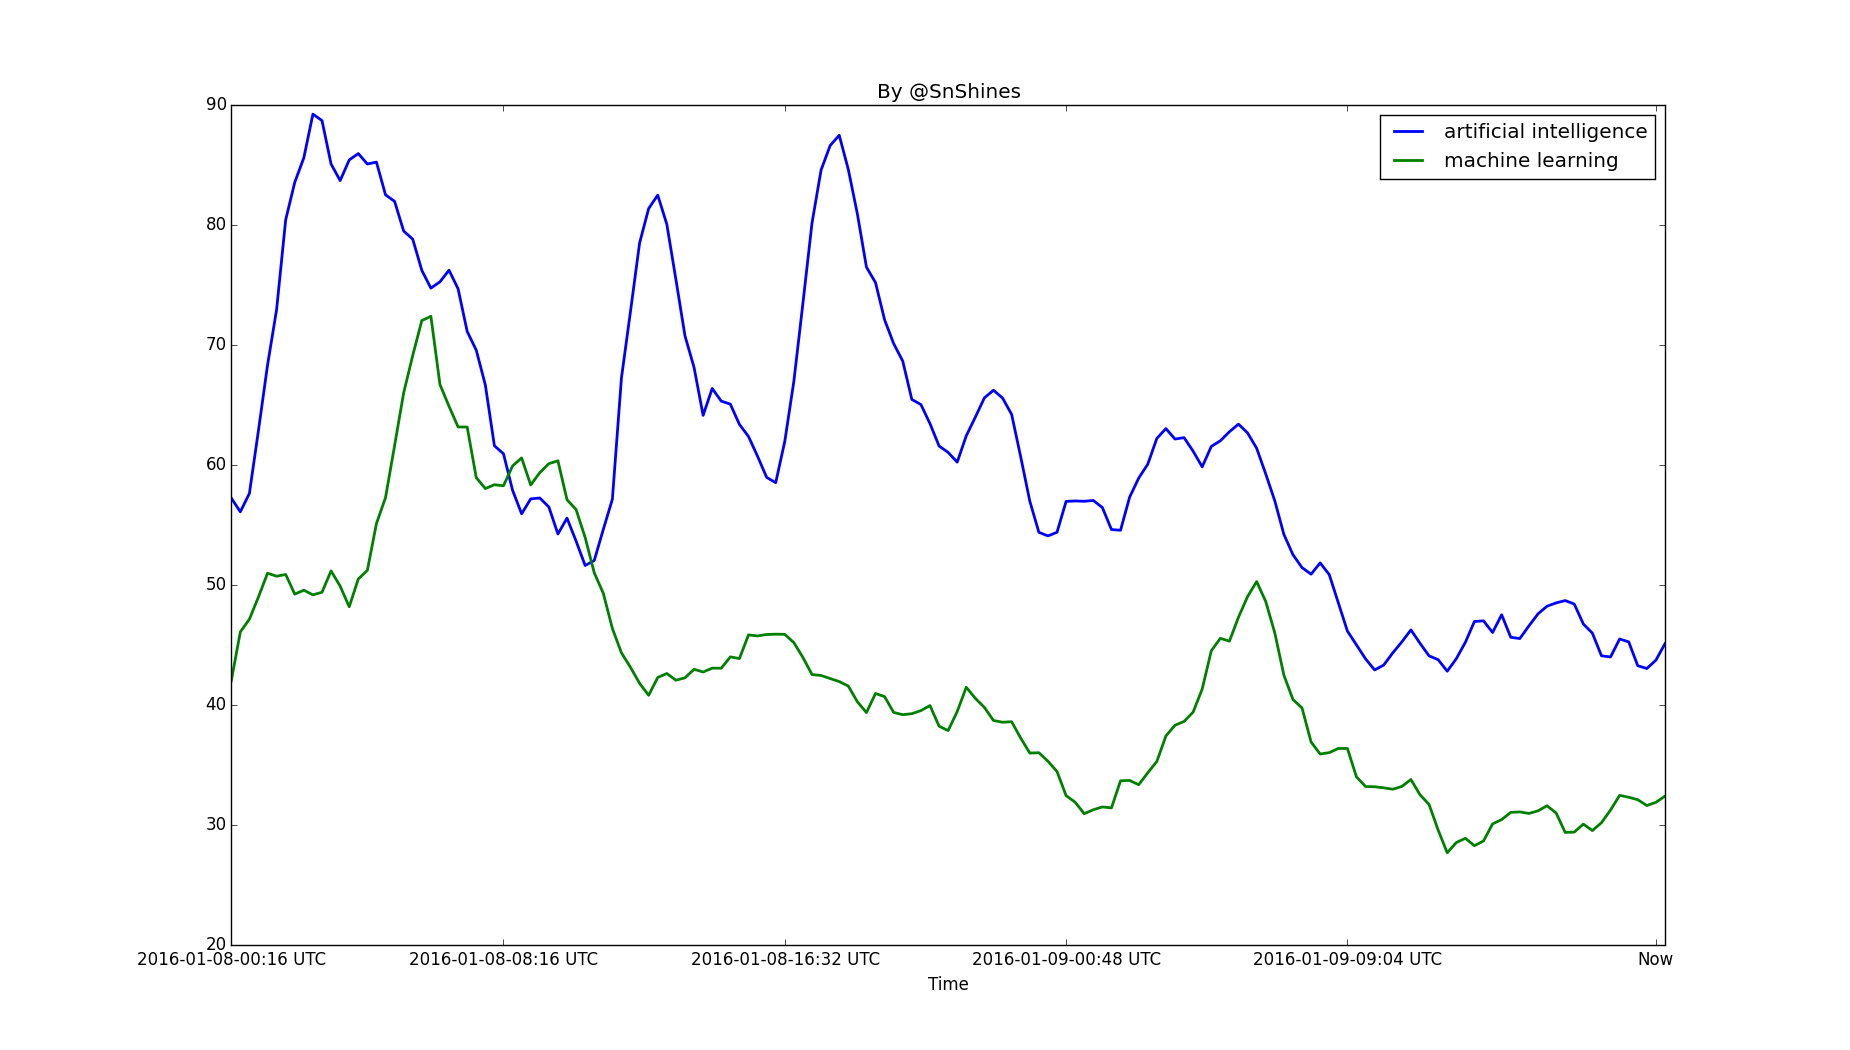 By @SnShines
artificial intelligence
machine learning
90
80
70
60
50
40
30
20
2016-01-08-00:16 UTC
2016-01-08-08:16 UTC
2016-01-08-16:32 UTC
2016-01-09-00:48 UTC
2016-01-09-09:04 UTC
Now
Time